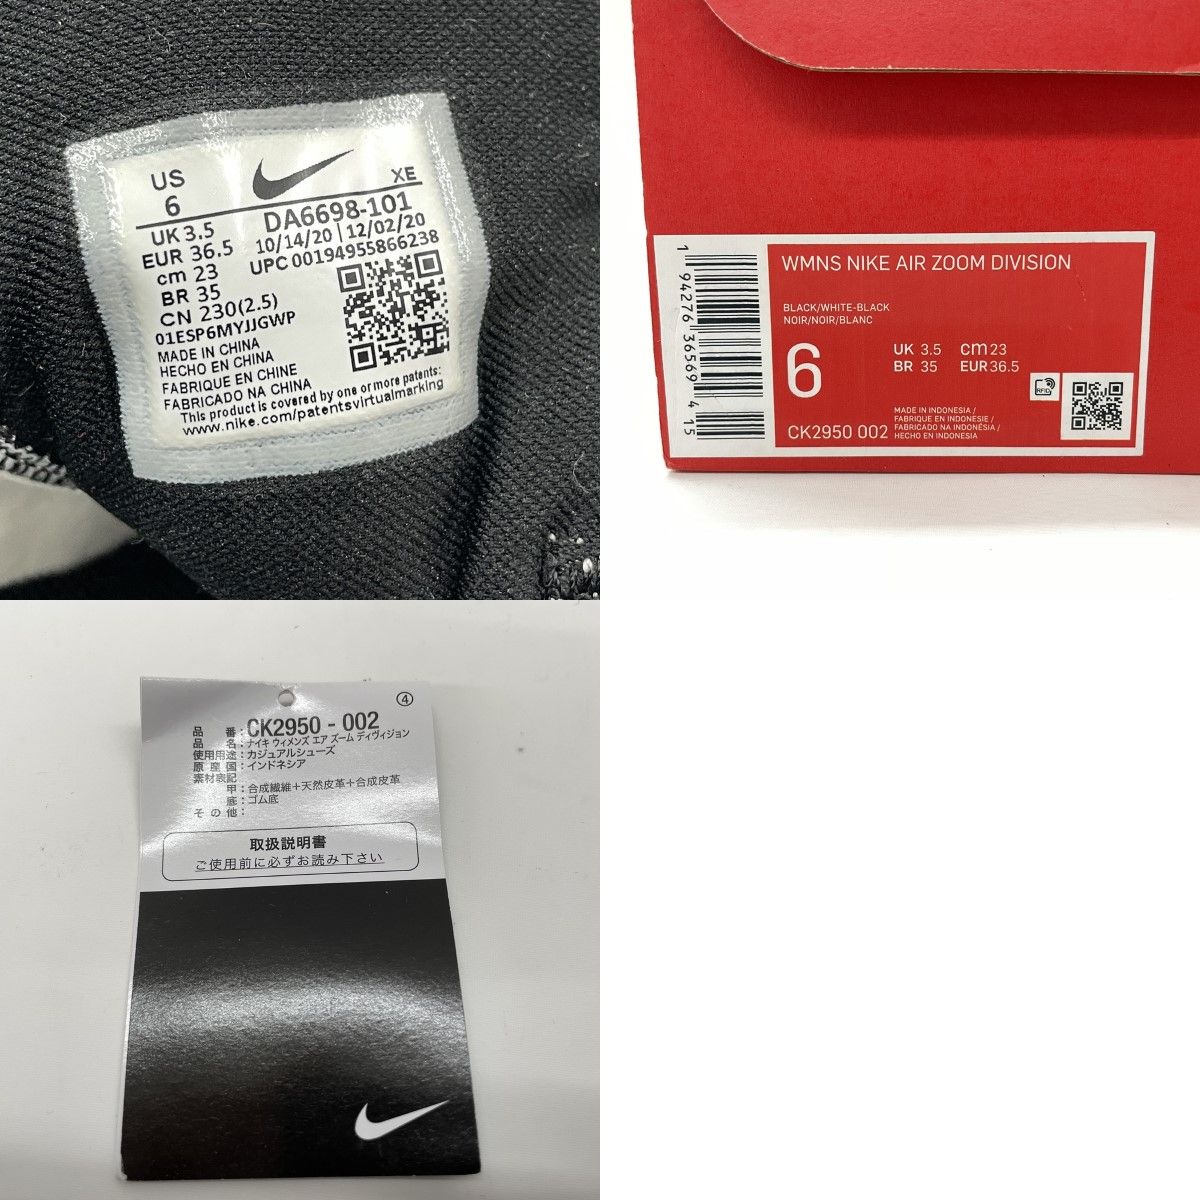 US
6
XE
DA6698-101
10/14/20 | 12/02/20
UPC 00194955866238
UK 3.5
EUR 36.5
cm 23
BR 35
CN 230(2.5)
01ESP6MYJJGWP
MADE IN CHINA
HECHO EN CHINA
FABRIQUE EN CHINE
FABRICADO NA CHINA
This product is covered by one or more patents:
www.nike.com/patentsvirtualmarking
1 94276 36569 4 15
WMNS NIKE AIR ZOOM DIVISION
BLACK/WHITE-BLACK
NOIR/NOIR/BLANC
6
UK 3.5 cm 23
BR 35 EUR 36.5
RFID
CK2950 002
MADE IN INDONESIA /
FABRIQUE EN INDONESIE /
FABRICADO NA INDONÉSIA /
HECHO EN INDONESIA
④
品番：CK2950 - 002
品名：ナイキ ウィメンズ エア ズーム ディヴィジョン
使用用途：カジュアルシューズ
原産国：インドネシア
素材表記
甲：合成繊維＋天然皮革＋合成皮革
底：ゴム底
その他：
取扱説明書
ご使用前に必ずお読み下さい